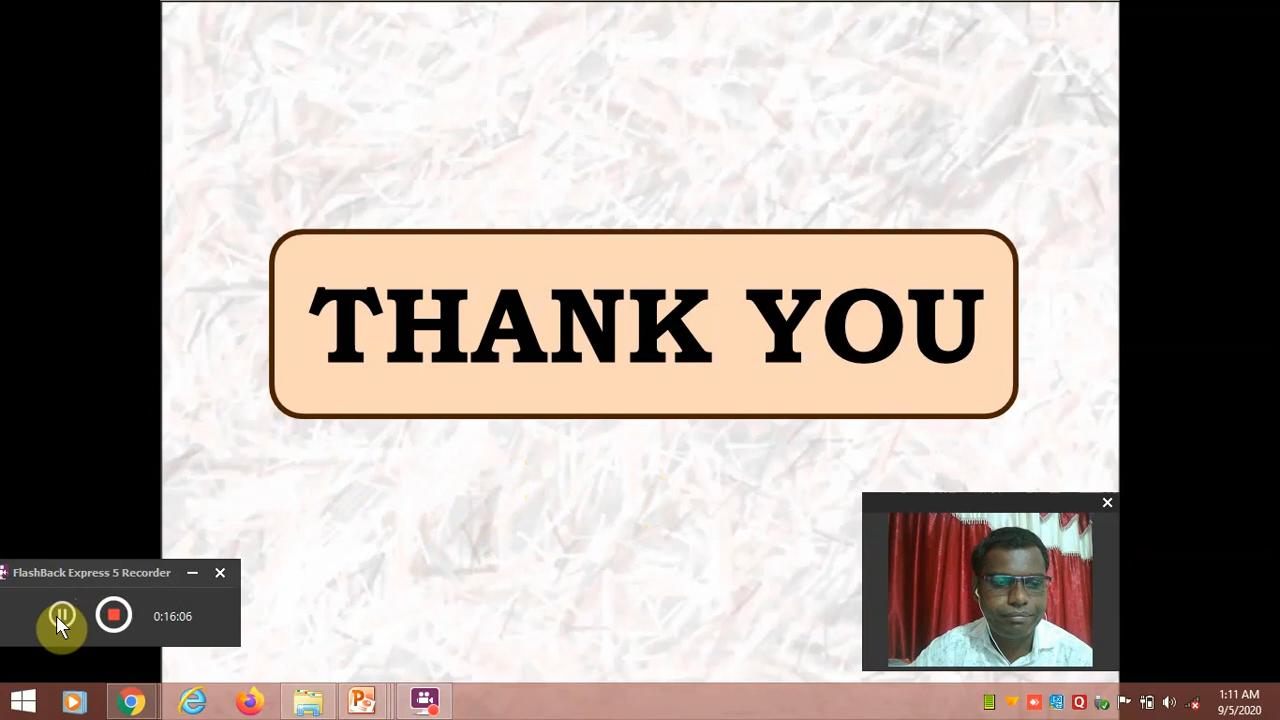 THANK YOU
FlashBack Express 5 Recorder
0:16:06
1:11 AM
9/5/2020